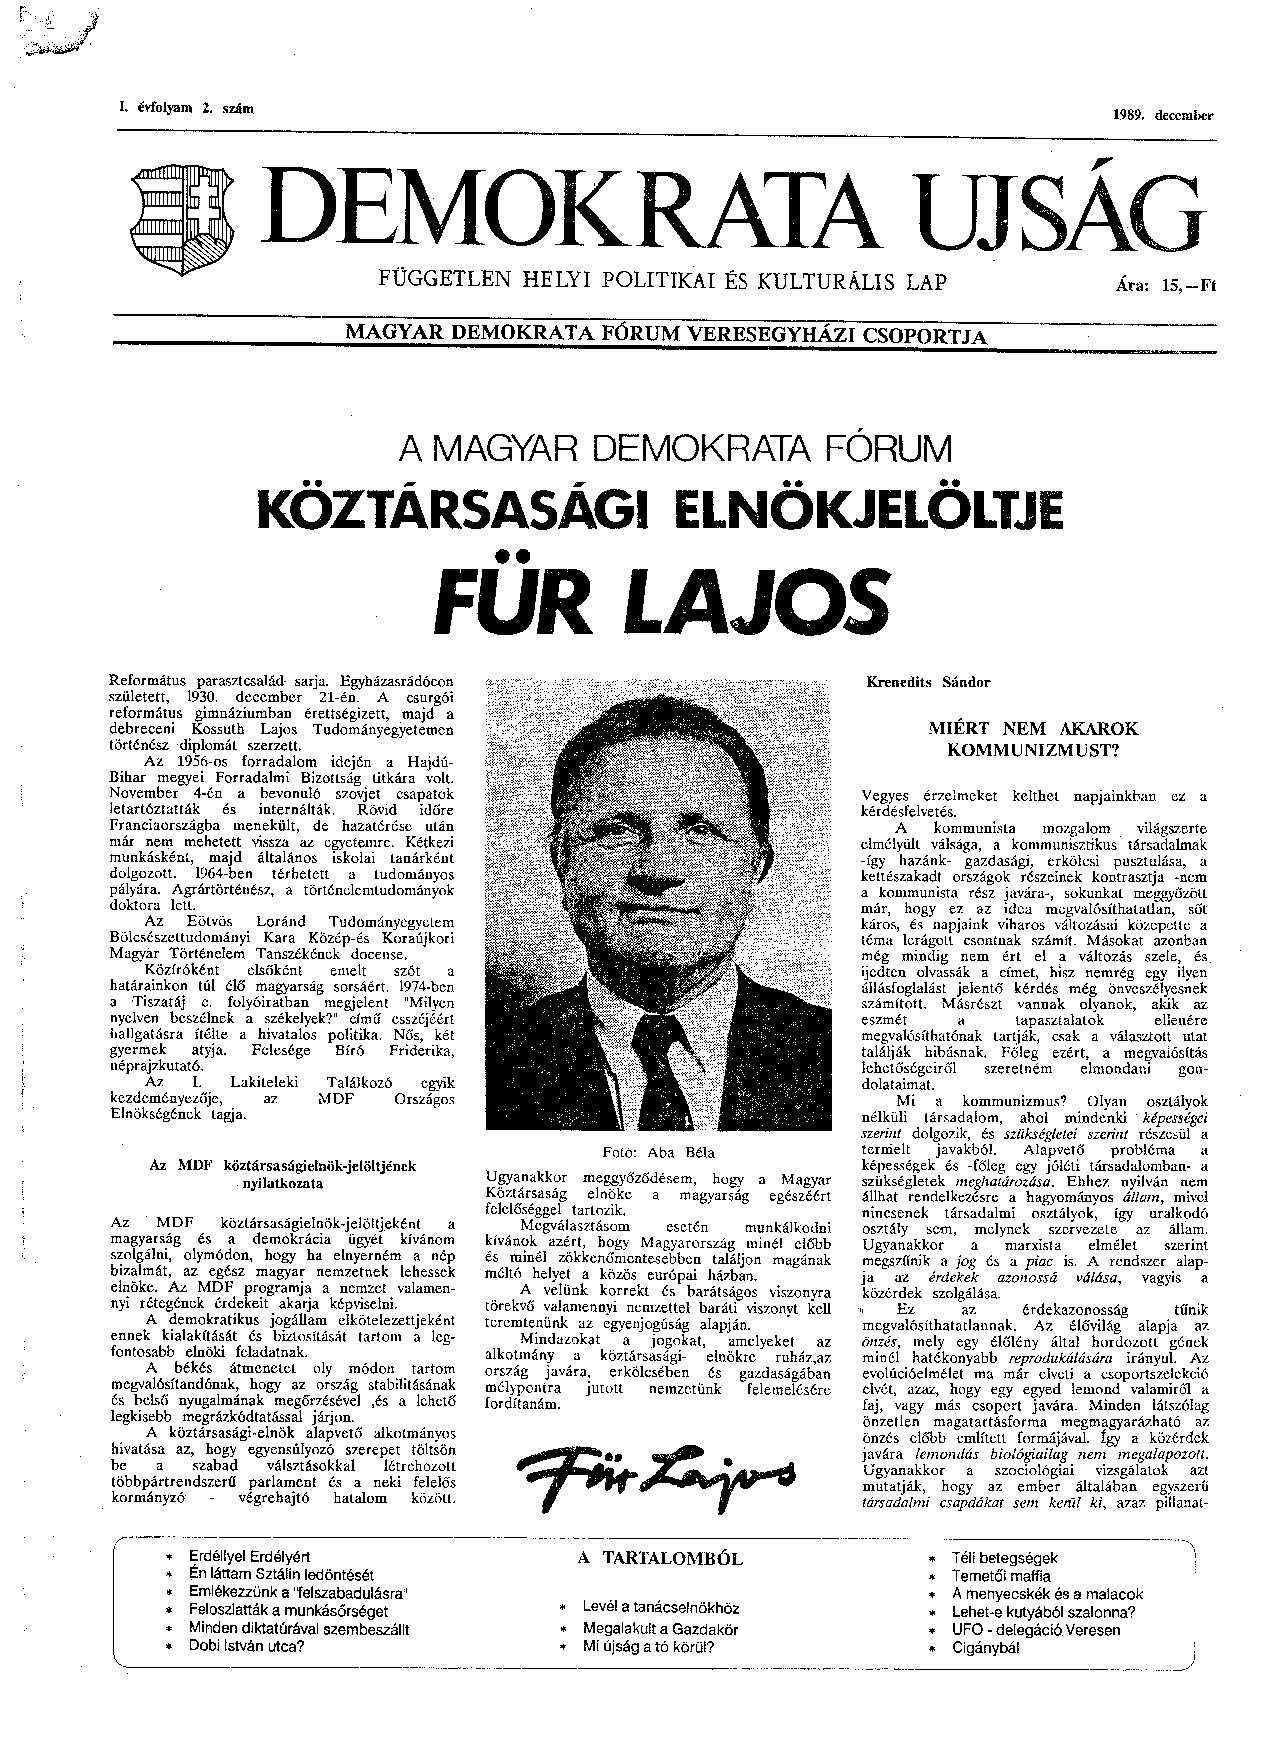 I. évfolyam 2. szám
1989. december
DEMOKRATA UJSÁG
FÜGGETLEN HELYI POLITIKAI ÉS KULTURÁLIS LAP
Ára: 15,—Ft
MAGYAR DEMOKRATA FÓRUM VERESEGYHÁZI CSOPORTJA
A MAGYAR DEMOKRATA FÓRUM
KÖZTÁRSASÁGI ELNÖKJELÖLTJE
FÜR LAJOS
Református parasztcsalád sarja. Egyházasrádócon
született, 1930. december 21-én. A csurgói
református gimnáziumban érettségizett, majd a
debreceni Kossuth Lajos Tudományegyetemen
történész diplomát szerzett.
Az 1956-os forradalom idején a Hajdú-
Bihar megyei Forradalmi Bizottság titkára volt.
November 4-én a bevonuló szovjet csapatok
letartóztatták és internálták. Rövid időre
Franciaországba menekült, de hazatérése után
már nem mehetett vissza az egyetemre. Kétkezi
munkásként, majd általános iskolai tanárként
dolgozott. 1964-ben térhetett a tudományos
pályára. Agrártörténész, a történelemtudományok
doktora lett.
Az Eötvös Loránd Tudományegyetem
Bölcsészettudományi Kara Közép-és Koraújkori
Magyar Történelem Tanszékének docense.
Közíróként elsőként emelt szót a
határainkon túl élő magyarság sorsáért. 1974-ben
a Tiszatáj c. folyóiratban megjelent "Milyen
nyelven beszélnek a székelyek?" című esszéjéért
hallgatásra ítélte a hivatalos politika. Nős, két
gyermek atyja. Felesége Bíró Friderika,
néprajzkutató.
Az I. Lakiteleki Találkozó egyik
kezdeményezője, az MDF Országos
Elnökségének tagja.
Az MDF köztársaságielnök-jelöltjének
nyilatkozata
Az MDF köztársaságielnök-jelöltjeként a
magyarság és a demokrácia ügyét kívánom
szolgálni, olymódon, hogy ha elnyerném a nép
bizalmát, az egész magyar nemzetnek lehessek
elnöke. Az MDF programja a nemzet valamen-
nyi rétegének érdekeit akarja képviselni.
A demokratikus jogállam elkötelezettjeként
ennek kialakítását és biztosítását tartom a leg-
fontosabb elnöki feladatnak.
A békés átmenetet oly módon tartom
megvalósítandónak, hogy az ország stabilitásának
és belső nyugalmának megőrzésével ,és a lehető
legkisebb megrázkódtatással járjon.
A köztársasági-elnök alapvető alkotmányos
hivatása az, hogy egyensúlyozó szerepet töltsön
be a szabad válsztásokkal létrehozott
többpártrendszerű parlament és a neki felelős
kormányzó - végrehajtó hatalom között.
Fotó: Aba Béla
Ugyanakkor meggyőződésem, hogy a Magyar
Köztársaság elnöke a magyarság egészéért
felelőséggel tartozik.
Megválasztásom esetén munkálkodni
kívánok azért, hogy Magyarország minél előbb
és minél zökkenőmentesebben találjon magának
méltó helyet a közös európai házban.
A velünk korrekt és barátságos viszonyra
törekvő valamennyi nemzettel baráti viszonyt kell
teremtenünk az egyenjogúság alapján.
Mindazokat a jogokat, amelyeket az
alkotmány a köztársasági- elnökre ruház,az
ország javára, erkölcsében és gazdaságában
mélypontra jutott nemzetünk felemelésére
fordítanám.
Für Lajos
Krenedits Sándor
MIÉRT NEM AKAROK
KOMMUNIZMUST?
Vegyes érzelmeket kelthet napjainkban ez a
kérdésfelvetés.
A kommunista mozgalom világszerte
elmélyült válsága, a kommunisztikus társadalmak
-így hazánk- gazdasági, erkölcsi pusztulása, a
kettészakadt országok részeinek kontrasztja -nem
a kommunista rész javára-, sokunkat meggyőzött
már, hogy ez az idea megvalósíthatatlan, sőt
káros, és napjaink viharos változásai közepette a
téma lerágott csontnak számít. Másokat azonban
még mindig nem ért el a változás szele, és
ijedten olvassák a címet, hisz nemrég egy ilyen
állásfoglalást jelentő kérdés még önveszélyesnek
számított. Másrészt vannak olyanok, akik az
eszmét a tapasztalatok ellenére
megvalósíthatónak tartják, csak a választott utat
találják hibásnak. Főleg ezért, a megvalósítás
lehetőségeiről szeretném elmondani gon-
dolataimat.
Mi a kommunizmus? Olyan osztályok
nélküli társadalom, ahol mindenki képességei
szerint dolgozik, és szükségletei szerint részesül a
termelt javakból. Alapvető probléma a
képességek és -főleg egy jóléti társadalomban- a
szükségletek meghatározása. Ehhez nyilván nem
állhat rendelkezésre a hagyományos állam, mivel
nincsenek társadalmi osztályok, így uralkodó
osztály sem, melynek szervezete az állam.
Ugyanakkor a marxista elmélet szerint
megszűnik a jog és a piac is. A rendszer alap-
ja az érdekek azonossá válása, vagyis a
közérdek szolgálása.
Ez az érdekazonosság tűnik
megvalósíthatatlannak. Az élővilág alapja az
önzés, mely egy élőlény által hordozott gének
minél hatékonyabb reprodukálására irányul. Az
evolúcióelmélet ma már elveti a csoportszelekció
elvét, azaz, hogy egy egyed lemond valamiről a
faj, vagy más csoport javára. Minden látszólag
önzetlen magatartásforma megmagyarázható az
önzés előbb említett formájával. Így a közérdek
javára lemondás biológiailag nem megalapozott.
Ugyanakkor a szociológiai vizsgálatok azt
mutatják, hogy az ember általában egyszerű
társadalmi csapdákat sem kerül ki, azaz pillanat-
* Erdéllyel Erdélyért
* Én láttam Sztálin ledöntését
* Emlékezzünk a "felszabadulásra"
* Feloszlatták a munkásőrséget
* Minden diktatúrával szembeszállt
* Dobi István utca?
A TARTALOMBÓL
* Levél a tanácselnökhöz
* Megalakult a Gazdakör
* Mi újság a tó körül?
* Téli betegségek
* Temetői maffia
* A menyecskék és a malacok
* Lehet-e kutyából szalonna?
* UFO - delegáció Veresen
* Cigánybál